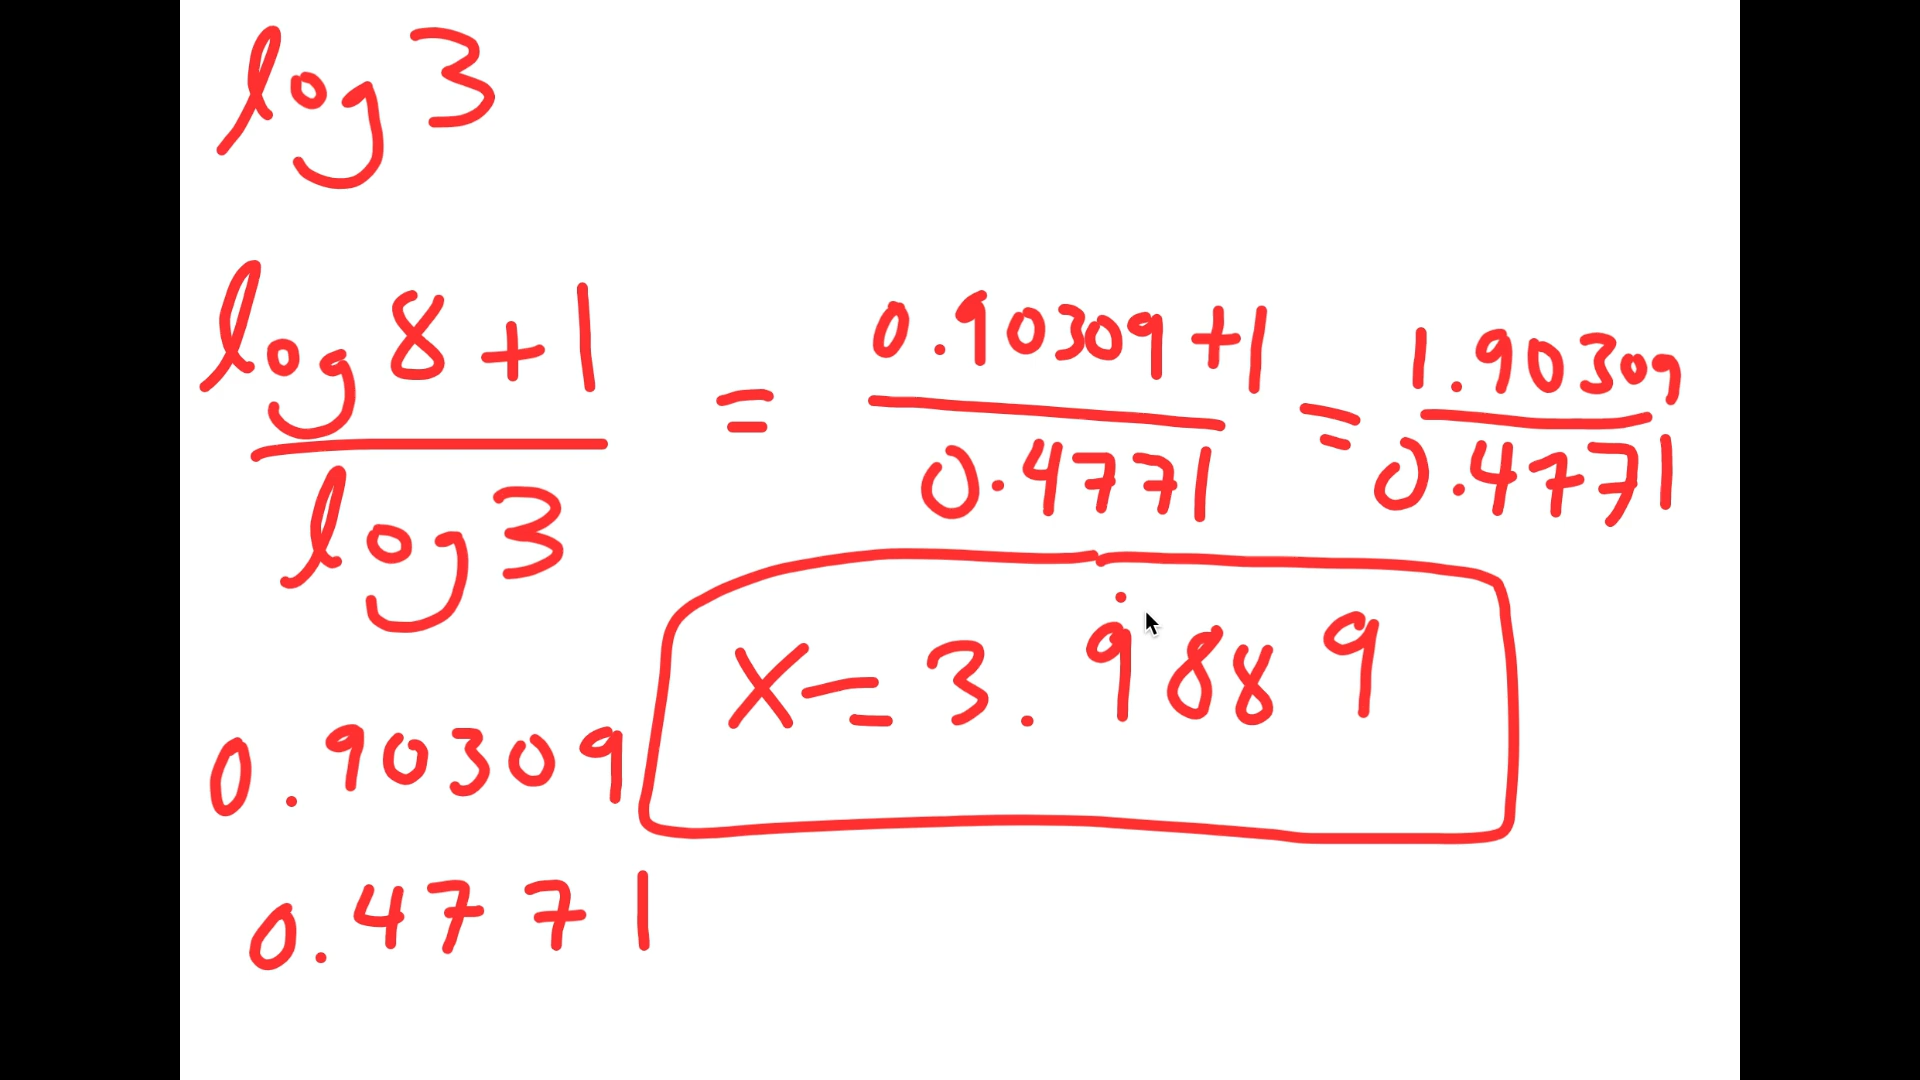 log 3
log 8 + 1 / log 3 = 0.90309 + 1 / 0.4771 = 1.90309 / 0.4771
x = 3.9889
0.90309
0.4771